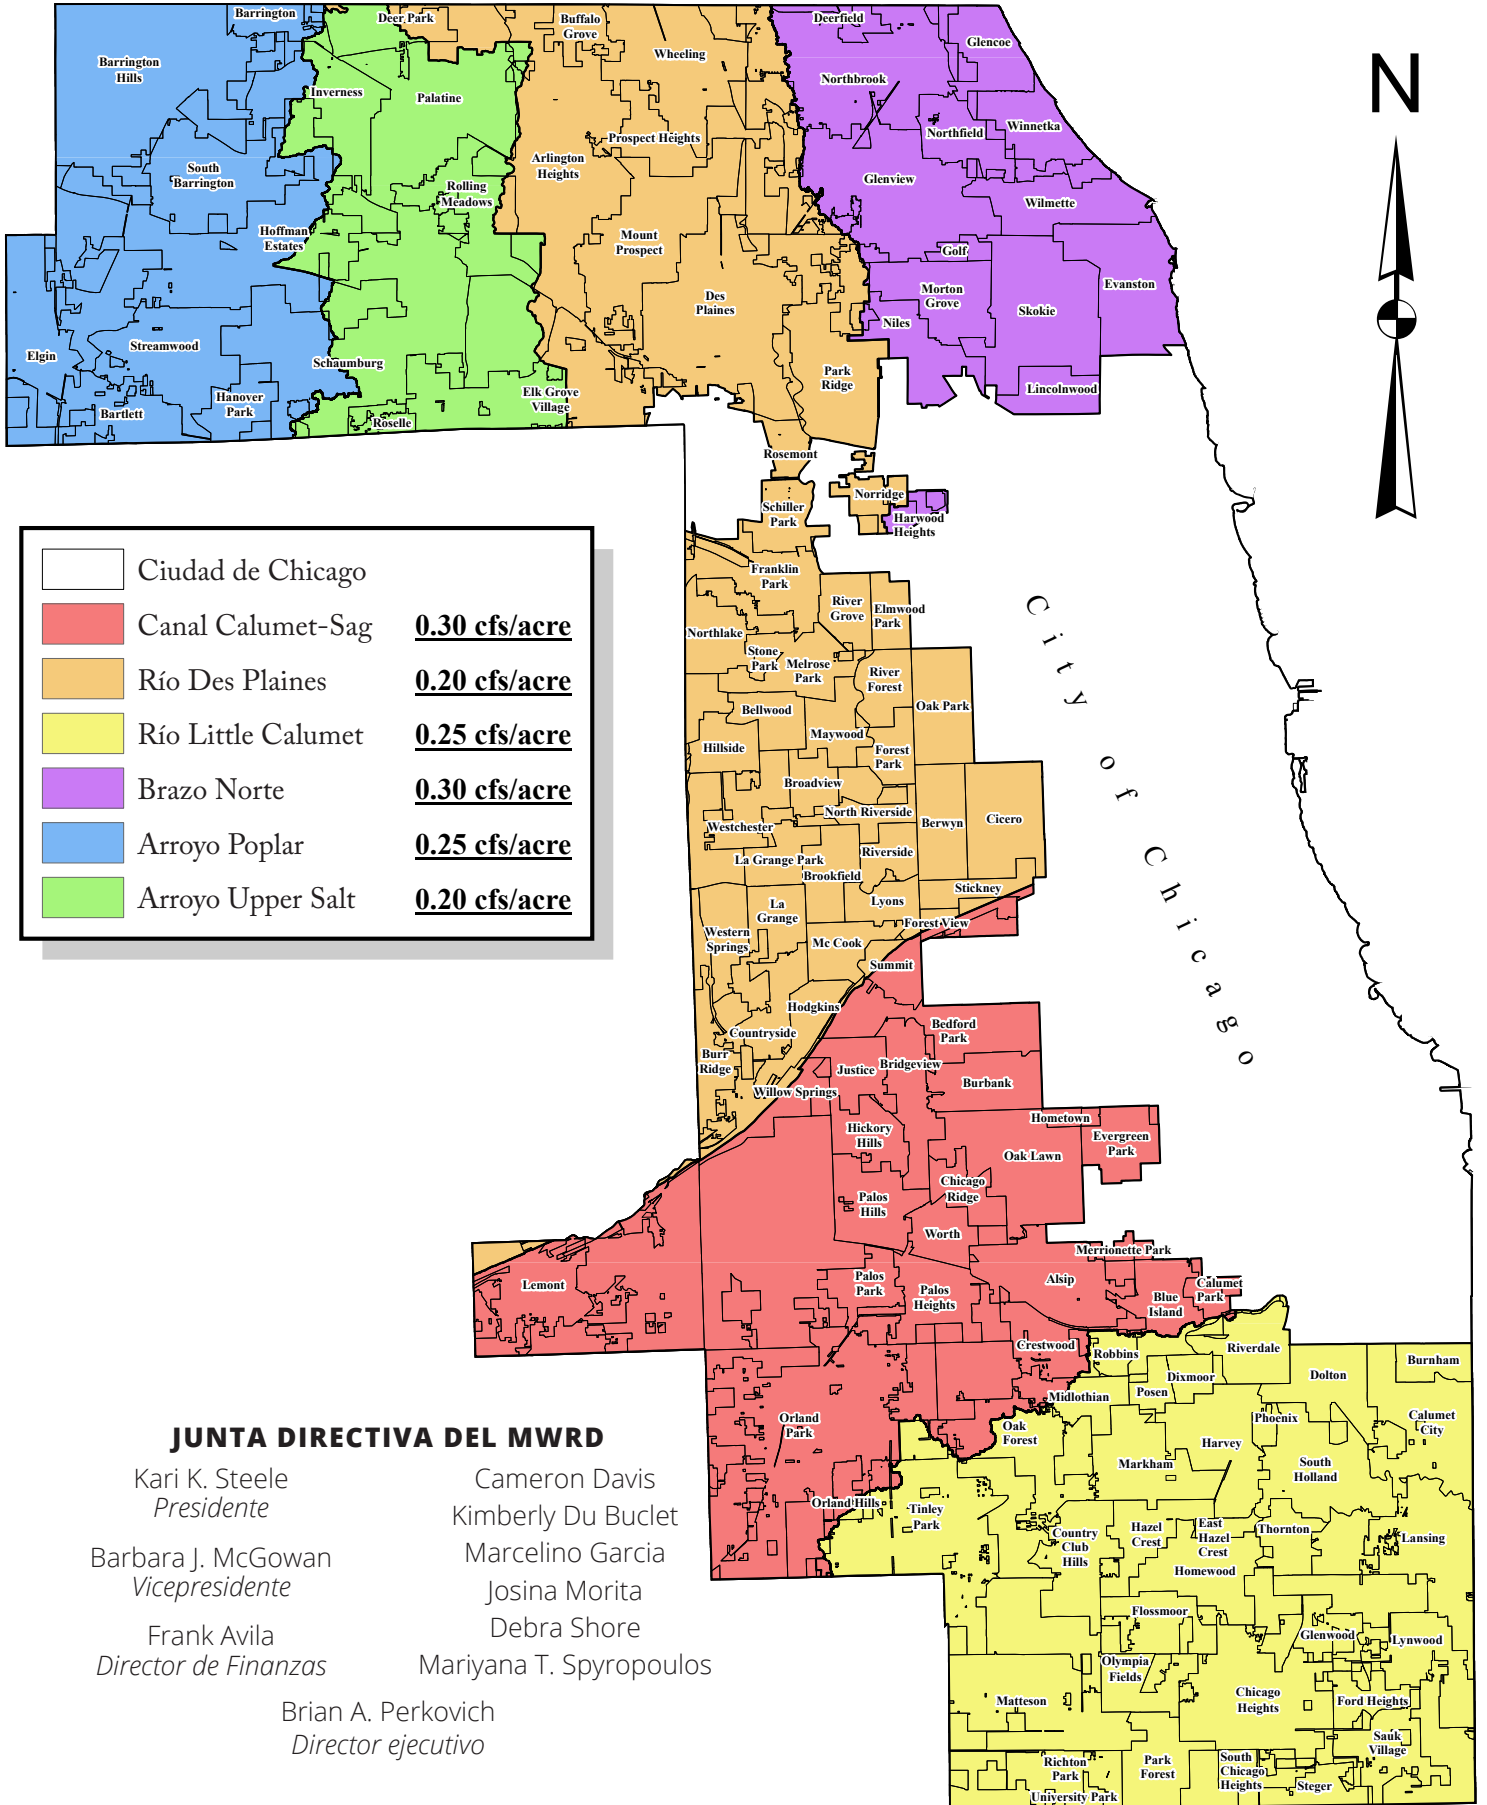 Barrington
Deer Park
Buffalo
Grove
Deerfield
Glencoe
Barrington
Hills
Wheeling
Northbrook
Inverness
Palatine
Northfield
Winnetka
Prospect Heights
Arlington
Heights
South
Barrington
Rolling
Meadows
Glenview
Wilmette
Hoffman
Estates
Mount
Prospect
Golf
Evanston
Morton
Grove
Skokie
Des
Plaines
Niles
Streamwood
Elgin
Schaumburg
Park
Ridge
Lincolnwood
Hanover
Park
Bartlett
Elk Grove
Village
Roselle
Rosemont
Norridge
Schiller
Park
Harwood
Heights
N
Ciudad de Chicago
Canal Calumet-Sag 0.30 cfs/acre
Río Des Plaines 0.20 cfs/acre
Río Little Calumet 0.25 cfs/acre
Brazo Norte 0.30 cfs/acre
Arroyo Poplar 0.25 cfs/acre
Arroyo Upper Salt 0.20 cfs/acre
Franklin
Park
River
Grove
Elmwood
Park
Northlake
Stone
Park
Melrose
Park
River
Forest
Oak Park
Bellwood
Maywood
Hillside
Forest
Park
Broadview
North Riverside
Berwyn
Cicero
Westchester
La Grange Park
Riverside
Brookfield
Stickney
Lyons
La
Grange
Forest View
Western
Springs
Mc Cook
Summit
Hodgkins
Countryside
Bedford
Park
Burr
Ridge
Justice
Bridgeview
Burbank
Willow Springs
City of Chicago
Hometown
Hickory
Hills
Evergreen
Park
Oak Lawn
Chicago
Ridge
Palos
Hills
Worth
Merrionette Park
Lemont
Palos
Park
Palos
Heights
Alsip
Calumet
Park
Blue
Island
Crestwood
Robbins
Riverdale
Burnham
Dixmoor
Dolton
Posen
Midlothian
Orland
Park
Oak
Forest
Phoenix
Calumet
City
Harvey
Markham
South
Holland
Orland Hills
Tinley
Park
Country
Club
Hills
Hazel
Crest
East
Hazel
Crest
Thornton
Lansing
Homewood
Flossmoor
Glenwood
Lynwood
Olympia
Fields
Matteson
Chicago
Heights
Ford Heights
Sauk
Village
Richton
Park
Park
Forest
South
Chicago
Heights
Steger
University Park
JUNTA DIRECTIVA DEL MWRD
Kari K. Steele
Presidente
Barbara J. McGowan
Vicepresidente
Frank Avila
Director de Finanzas
Cameron Davis
Kimberly Du Buclet
Marcelino Garcia
Josina Morita
Debra Shore
Mariyana T. Spyropoulos
Brian A. Perkovich
Director ejecutivo